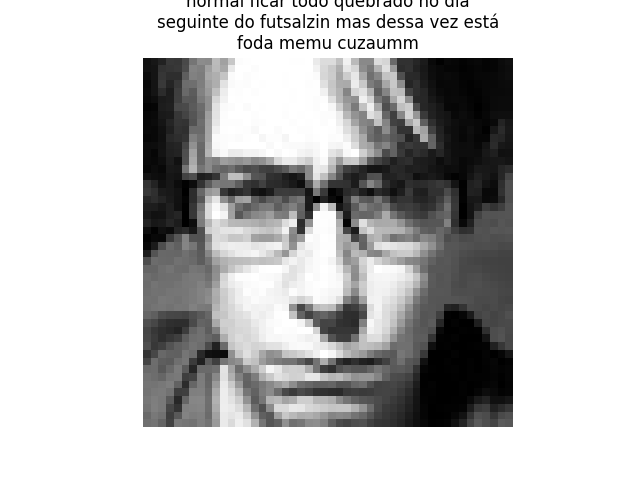 normal ficar todo quebrado no dia
seguinte do futsalzin mas dessa vez está
foda memu cuzaumm